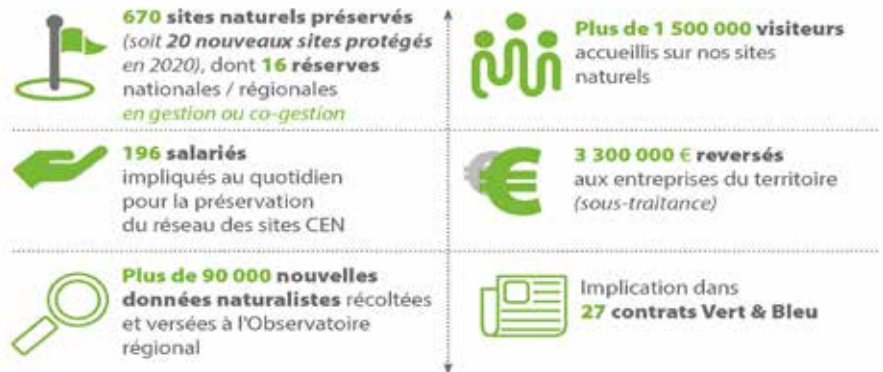 670 sites naturels préservés
(soit 20 nouveaux sites protégés
en 2020), dont 16 réserves
nationales / régionales
en gestion ou co-gestion
Plus de 1 500 000 visiteurs
accueillis sur nos sites
naturels
196 salariés
impliqués au quotidien
pour la préservation
du réseau des sites CEN
3 300 000 € reversés
aux entreprises du territoire
(sous-traitance)
Plus de 90 000 nouvelles
données naturalistes récoltées
et versées à l'Observatoire
régional
Implication dans
27 contrats Vert & Bleu